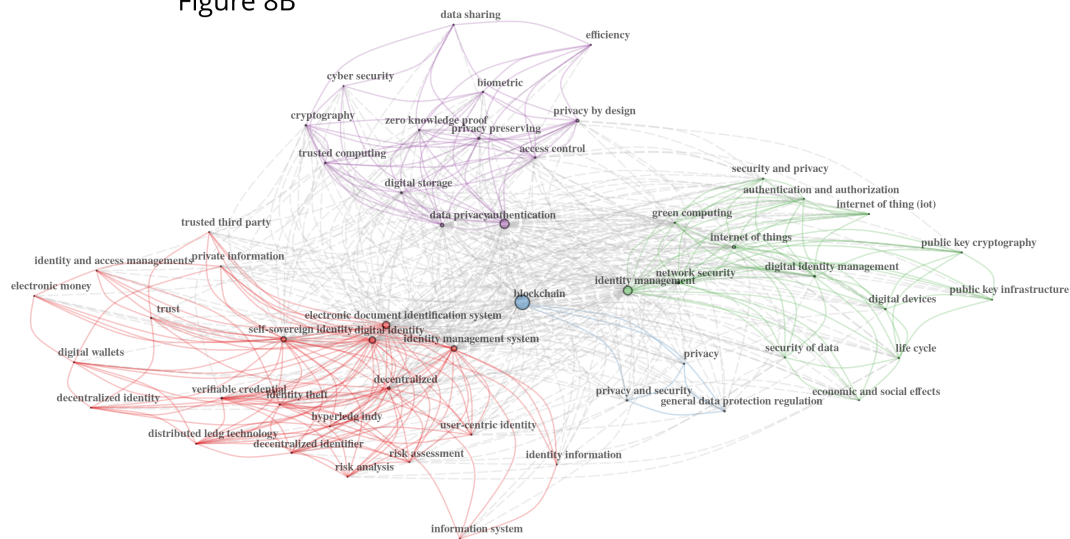 Figure 8B
data sharing
efficiency
cyber security
biometric
privacy by design
cryptography
zero knowledge proof
privacy preserving
trusted computing
access control
security and privacy
digital storage
authentication and authorization
internet of thing (iot)
data privacy
authentication
green computing
trusted third party
internet of things
public key cryptography
identity and access managements
private information
network security
digital identity management
identity management
electronic money
blockchain
public key infrastructure
digital devices
trust
electronic document identification system
self-sovereign identity
digital identity
identity management system
digital wallets
privacy
security of data
life cycle
decentralized
verifiable credential
identity theft
decentralized identity
privacy and security
general data protection regulation
economic and social effects
hyperledg indy
user-centric identity
distributed ledg technology
decentralized identifier
risk assessment
identity information
risk analysis
information system